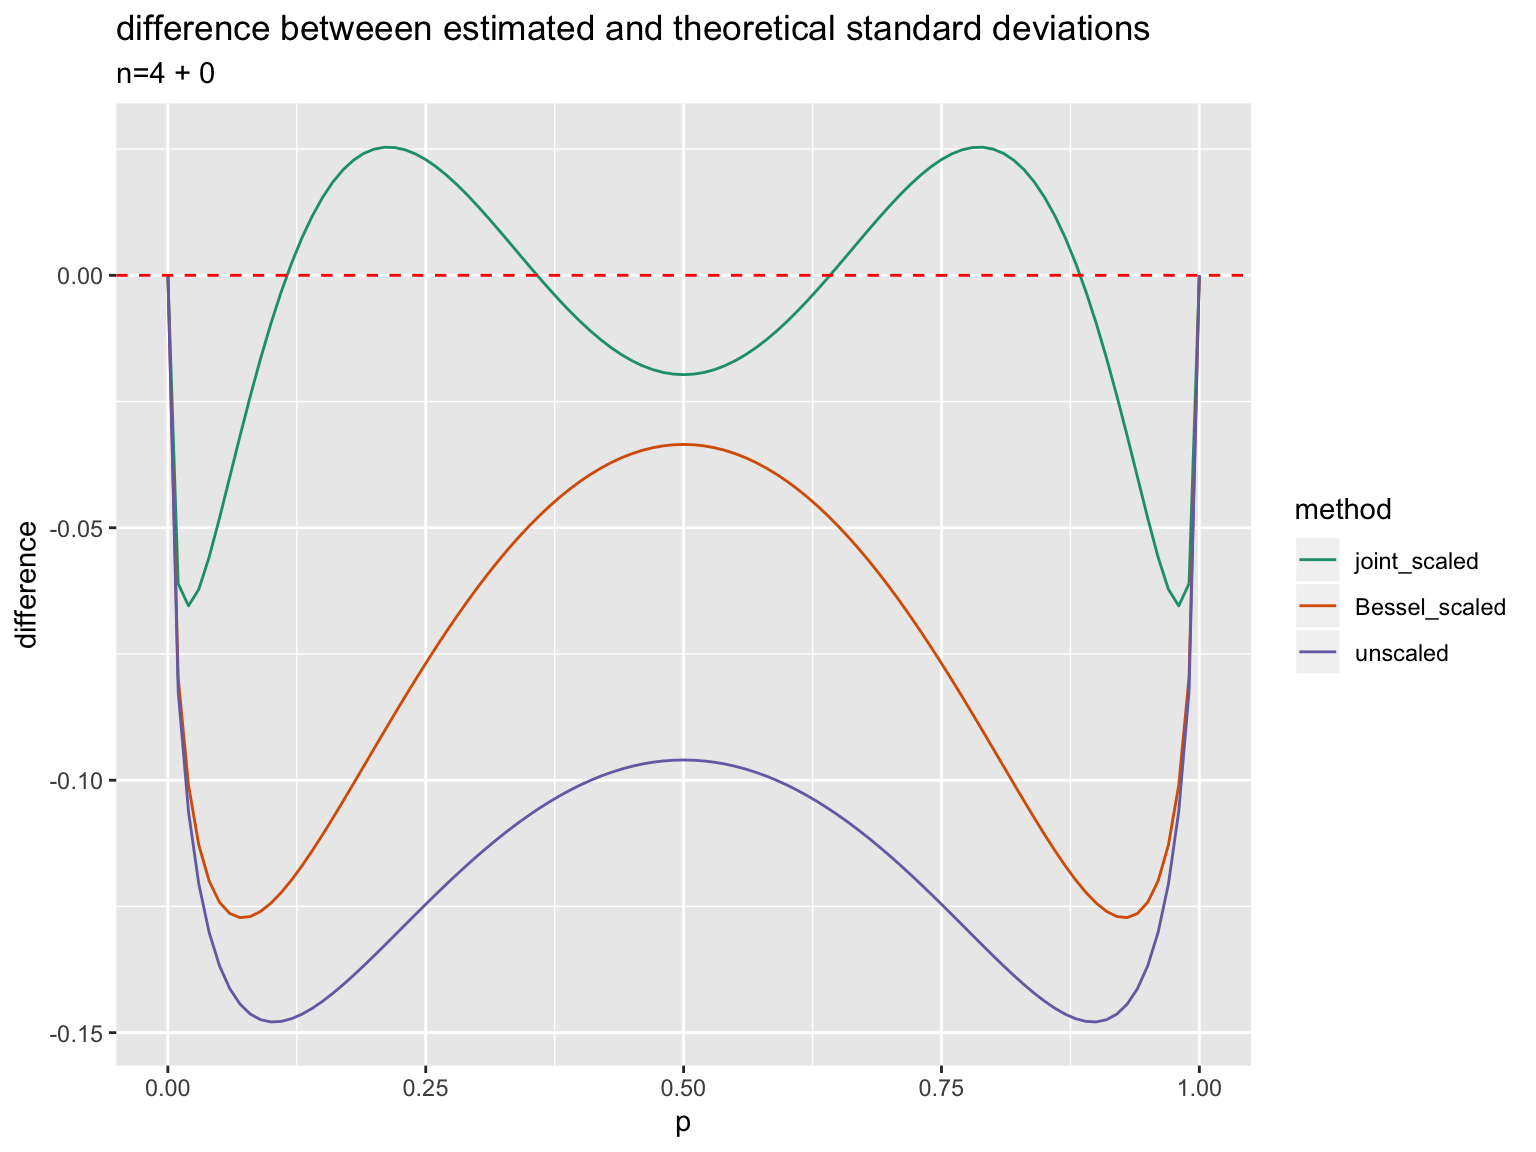 difference betweeen estimated and theoretical standard deviations
n=4 + 0
difference
0.00
-0.05
-0.10
-0.15
0.00 0.25 0.50 0.75 1.00
p
method
joint_scaled
Bessel_scaled
unscaled